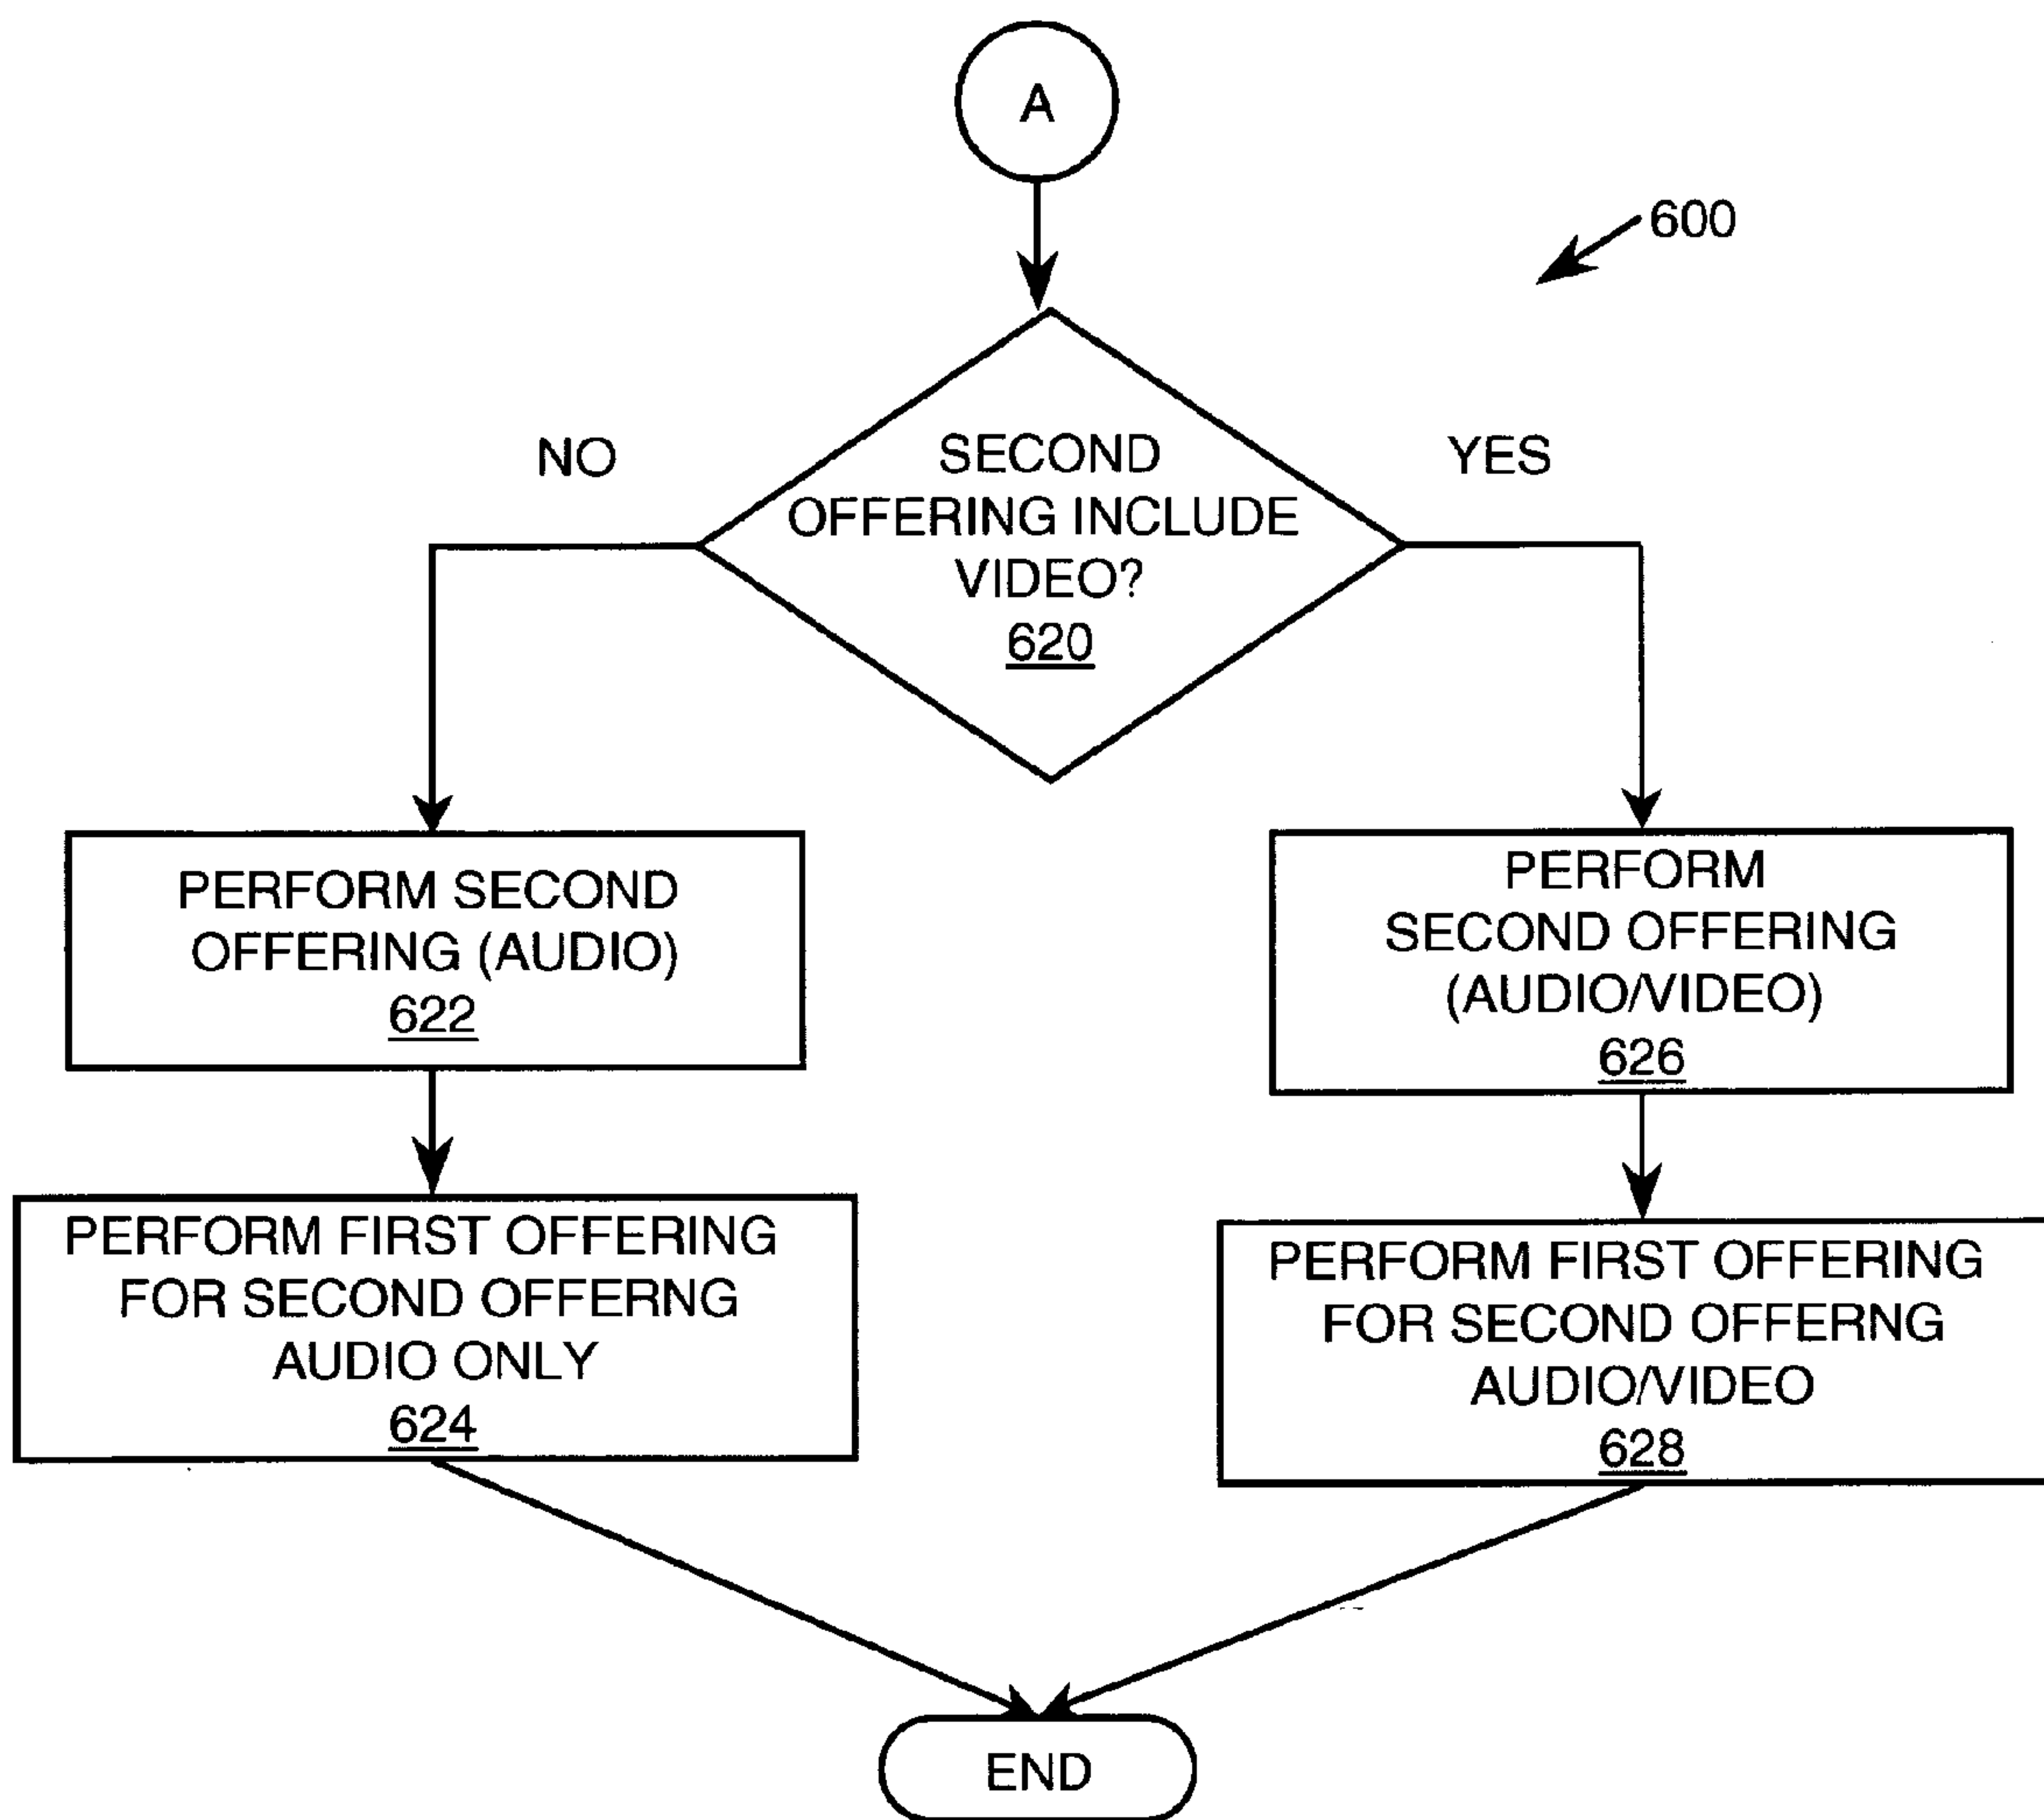 A
600
NO
YES
SECOND
OFFERING INCLUDE
VIDEO?
620
PERFORM SECOND
OFFERING (AUDIO)
622
PERFORM
SECOND OFFERING
(AUDIO/VIDEO)
626
PERFORM FIRST OFFERING
FOR SECOND OFFERNG
AUDIO ONLY
624
PERFORM FIRST OFFERING
FOR SECOND OFFERNG
AUDIO/VIDEO
628
END